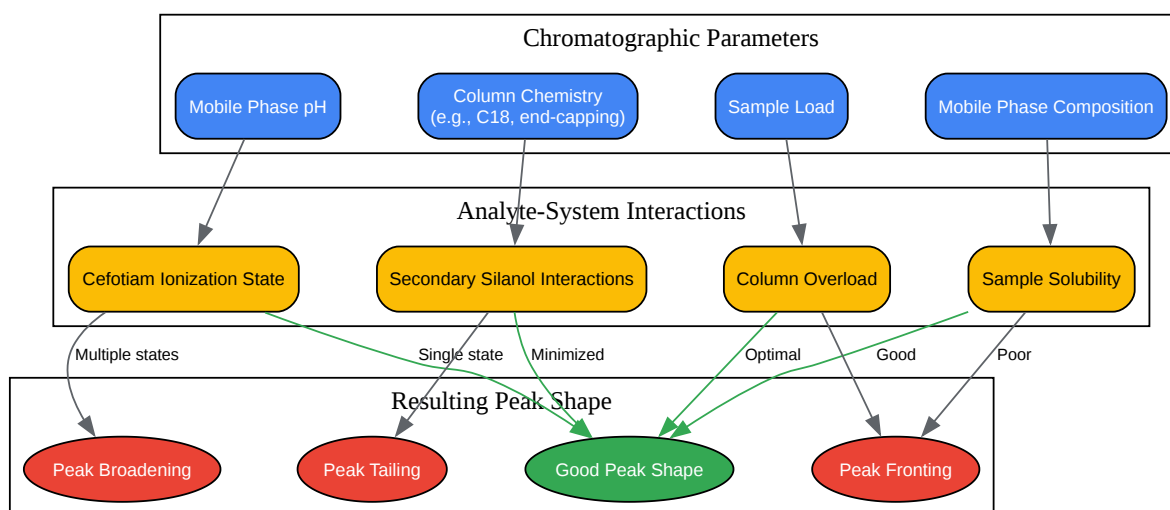 Chromatographic Parameters
Mobile Phase pH
Column Chemistry
(e.g., C18, end-capping)
Sample Load
Mobile Phase Composition
Analyte-System Interactions
Cefotiam Ionization State
Secondary Silanol Interactions
Column Overload
Sample Solubility
Multiple states
Single state
Minimized
Optimal
Good
Poor
Resulting Peak Shape
Peak Broadening
Peak Tailing
Good Peak Shape
Peak Fronting